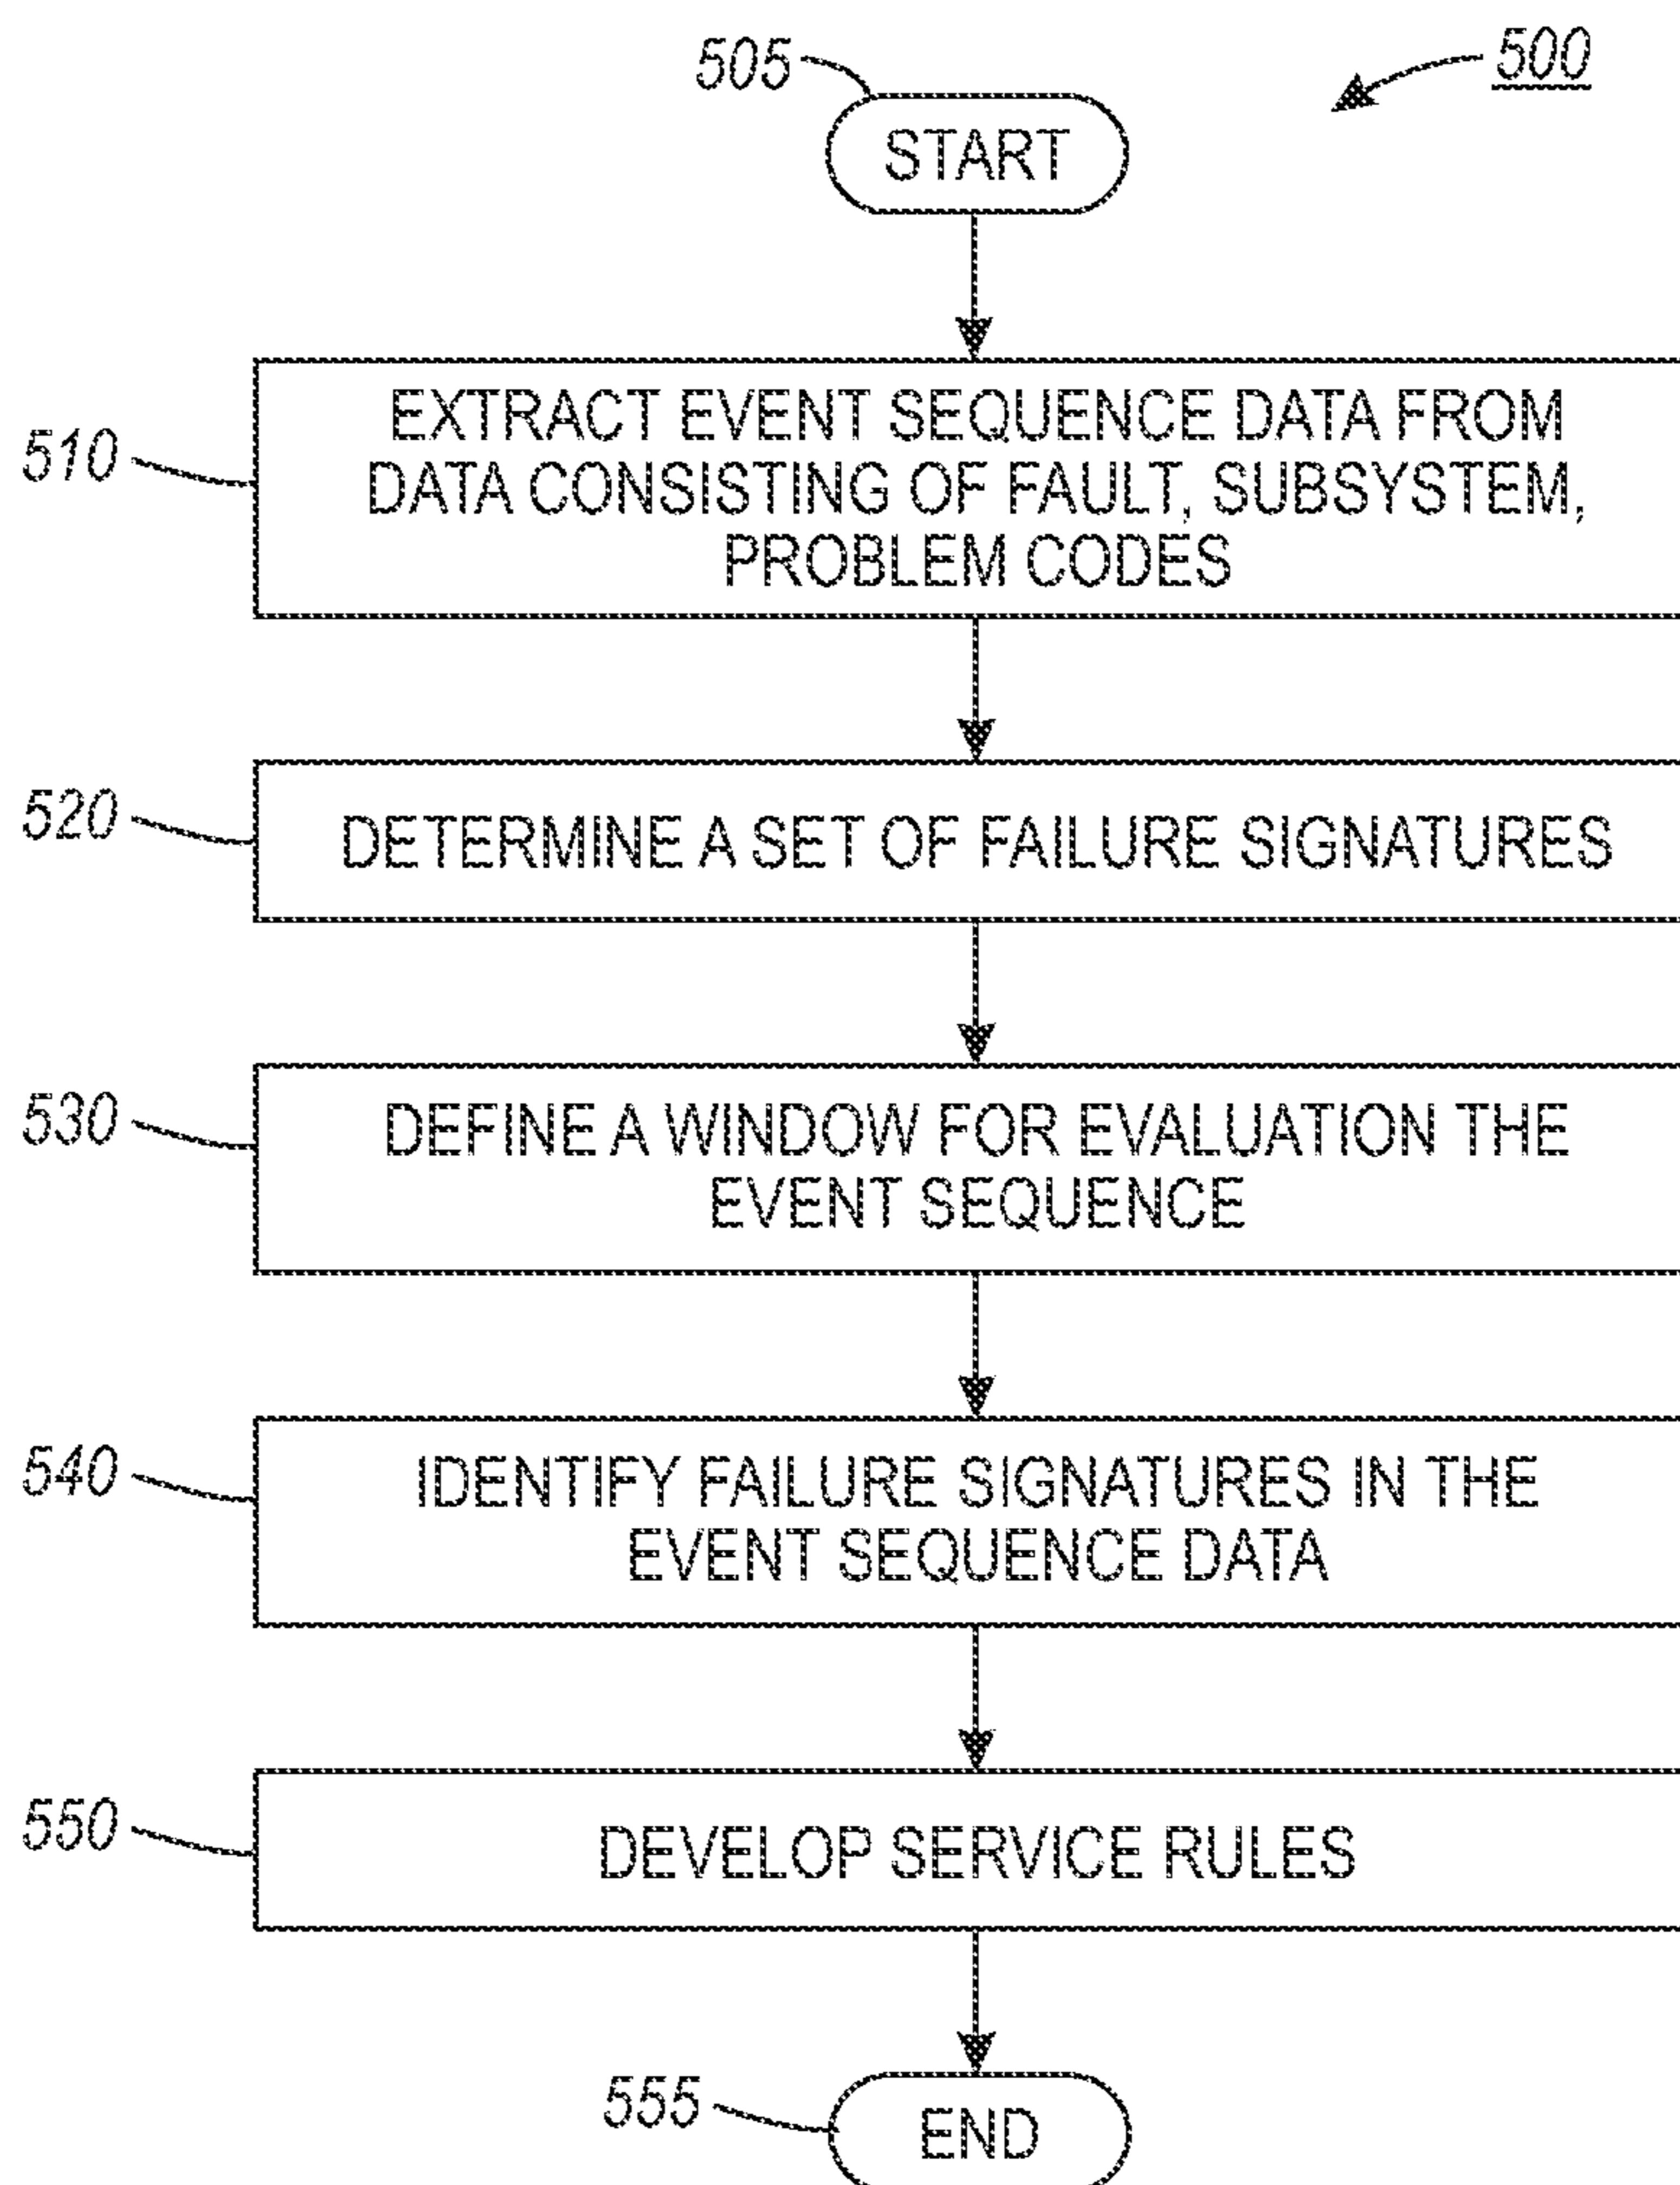 505
500
START
510
EXTRACT EVENT SEQUENCE DATA FROM
DATA CONSISTING OF FAULT, SUBSYSTEM,
PROBLEM CODES
520
DETERMINE A SET OF FAILURE SIGNATURES
530
DEFINE A WINDOW FOR EVALUATION THE
EVENT SEQUENCE
540
IDENTIFY FAILURE SIGNATURES IN THE
EVENT SEQUENCE DATA
550
DEVELOP SERVICE RULES
555
END